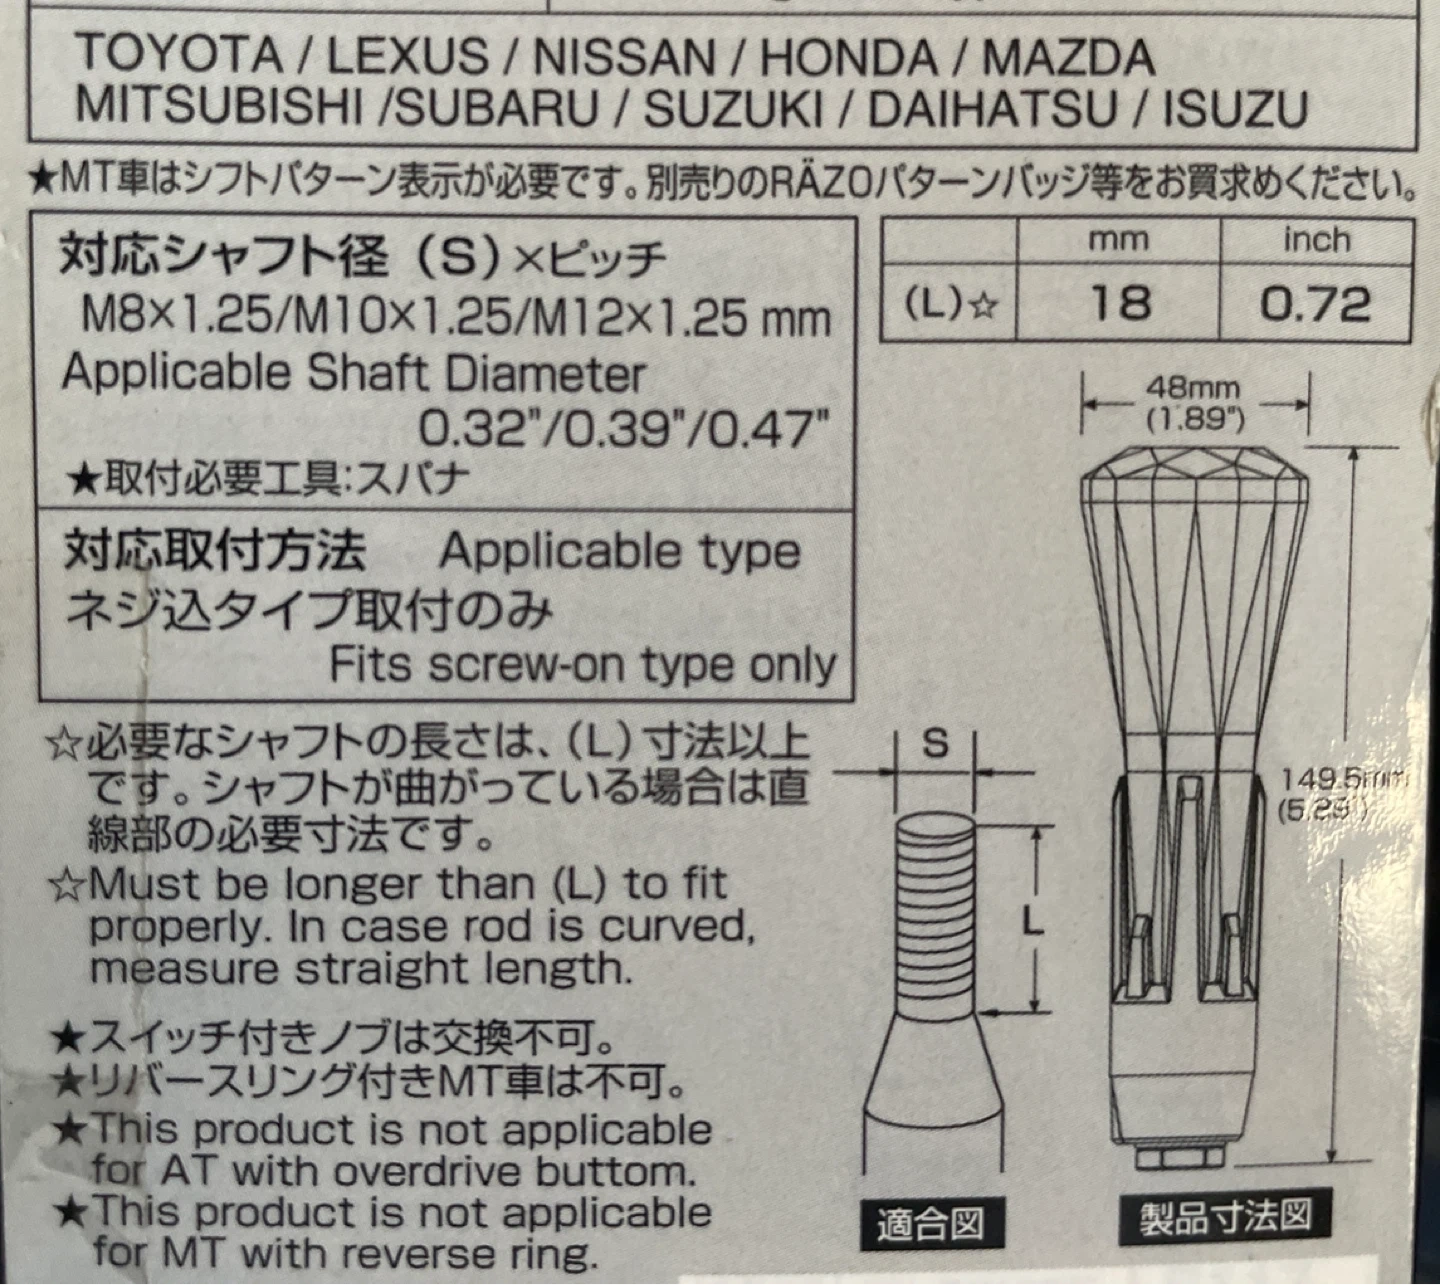 TOYOTA / LEXUS / NISSAN / HONDA / MAZDA
MITSUBISHI /SUBARU / SUZUKI / DAIHATSU / ISUZU
★MT車はシフトパターン表示が必要です。別売りのRÄZOパターンバッジ等をお買求めください。
対応シャフト径（S）×ピッチ
M8×1.25/M10×1.25/M12×1.25 mm
Applicable Shaft Diameter
0.32"/0.39"/0.47"
★取付必要工具:スパナ
対応取付方法 Applicable type
ネジ込タイプ取付のみ
Fits screw-on type only
mm inch
(L)☆ 18 0.72
48mm
(1.89")
☆必要なシャフトの長さは、（L）寸法以上
です。シャフトが曲がっている場合は直
線部の必要寸法です。
☆Must be longer than (L) to fit
properly. In case rod is curved,
measure straight length.
★スイッチ付きノブは交換不可。
★リバースリング付きMT車は不可。
★This product is not applicable
for AT with overdrive buttom.
★This product is not applicable
for MT with reverse ring.
S
L
適合図
149.5mm
製品寸法図